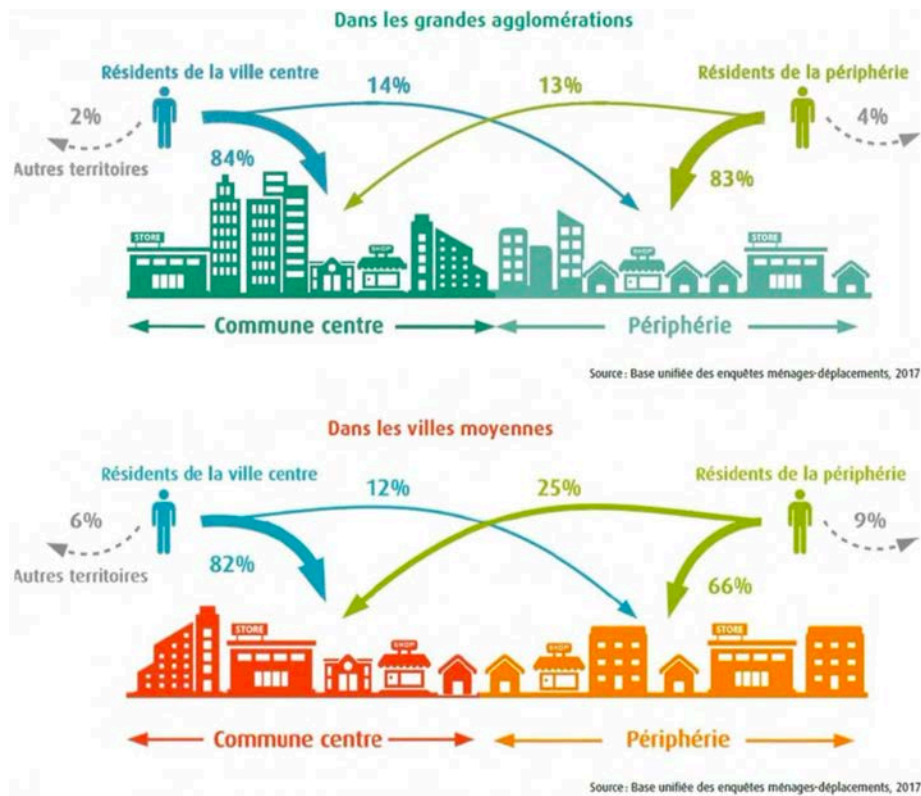 Dans les grandes agglomérations
Résidents de la ville centre
14%
13%
Résidents de la périphérie
2%
4%
Autres territoires
84%
83%
STORE
SHOP
SHOP
STORE
Commune centre
Périphérie
Source : Base unifiée des enquêtes ménages-déplacements, 2017
Dans les villes moyennes
Résidents de la ville centre
12%
25%
Résidents de la périphérie
6%
9%
Autres territoires
82%
66%
STORE
SHOP
SHOP
STORE
Commune centre
Périphérie
Source : Base unifiée des enquêtes ménages-déplacements, 2017